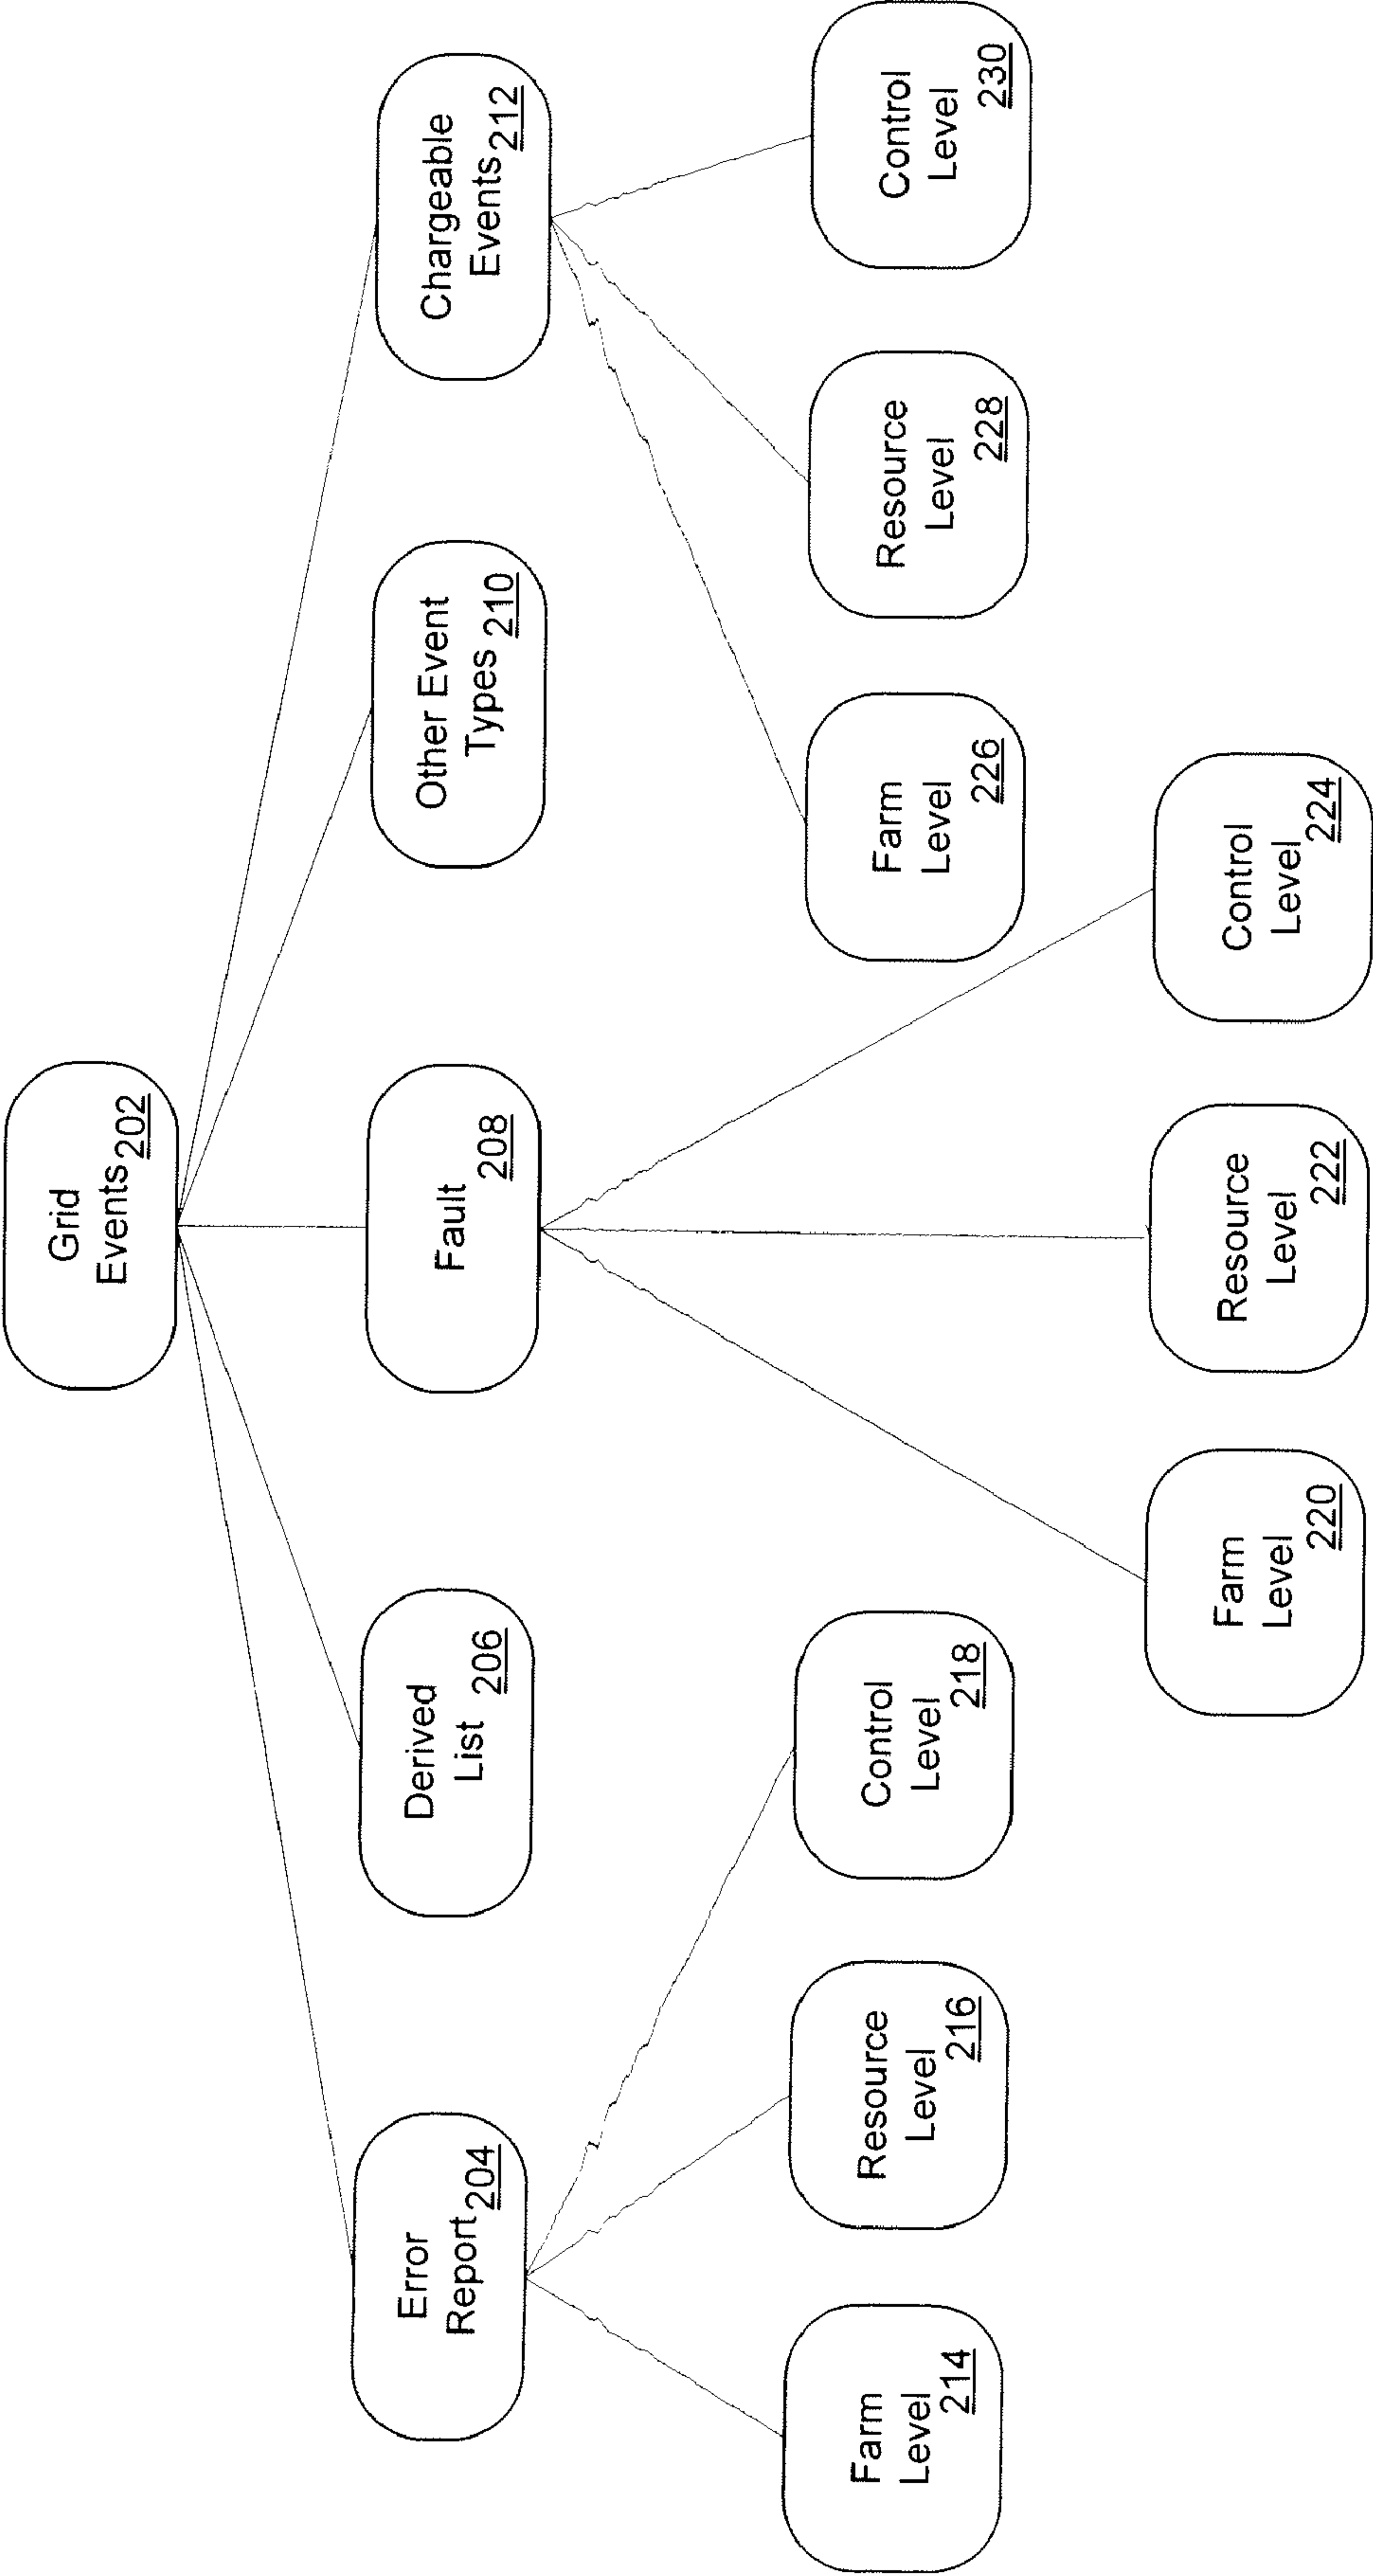 Grid
Events 202
Error
Report 204
Derived
List 206
Fault
208
Other Event
Types 210
Chargeable
Events 212
Farm
Level
214
Resource
Level
216
Control
Level
218
Farm
Level
220
Resource
Level
222
Control
Level
224
Farm
Level
226
Resource
Level
228
Control
Level
230